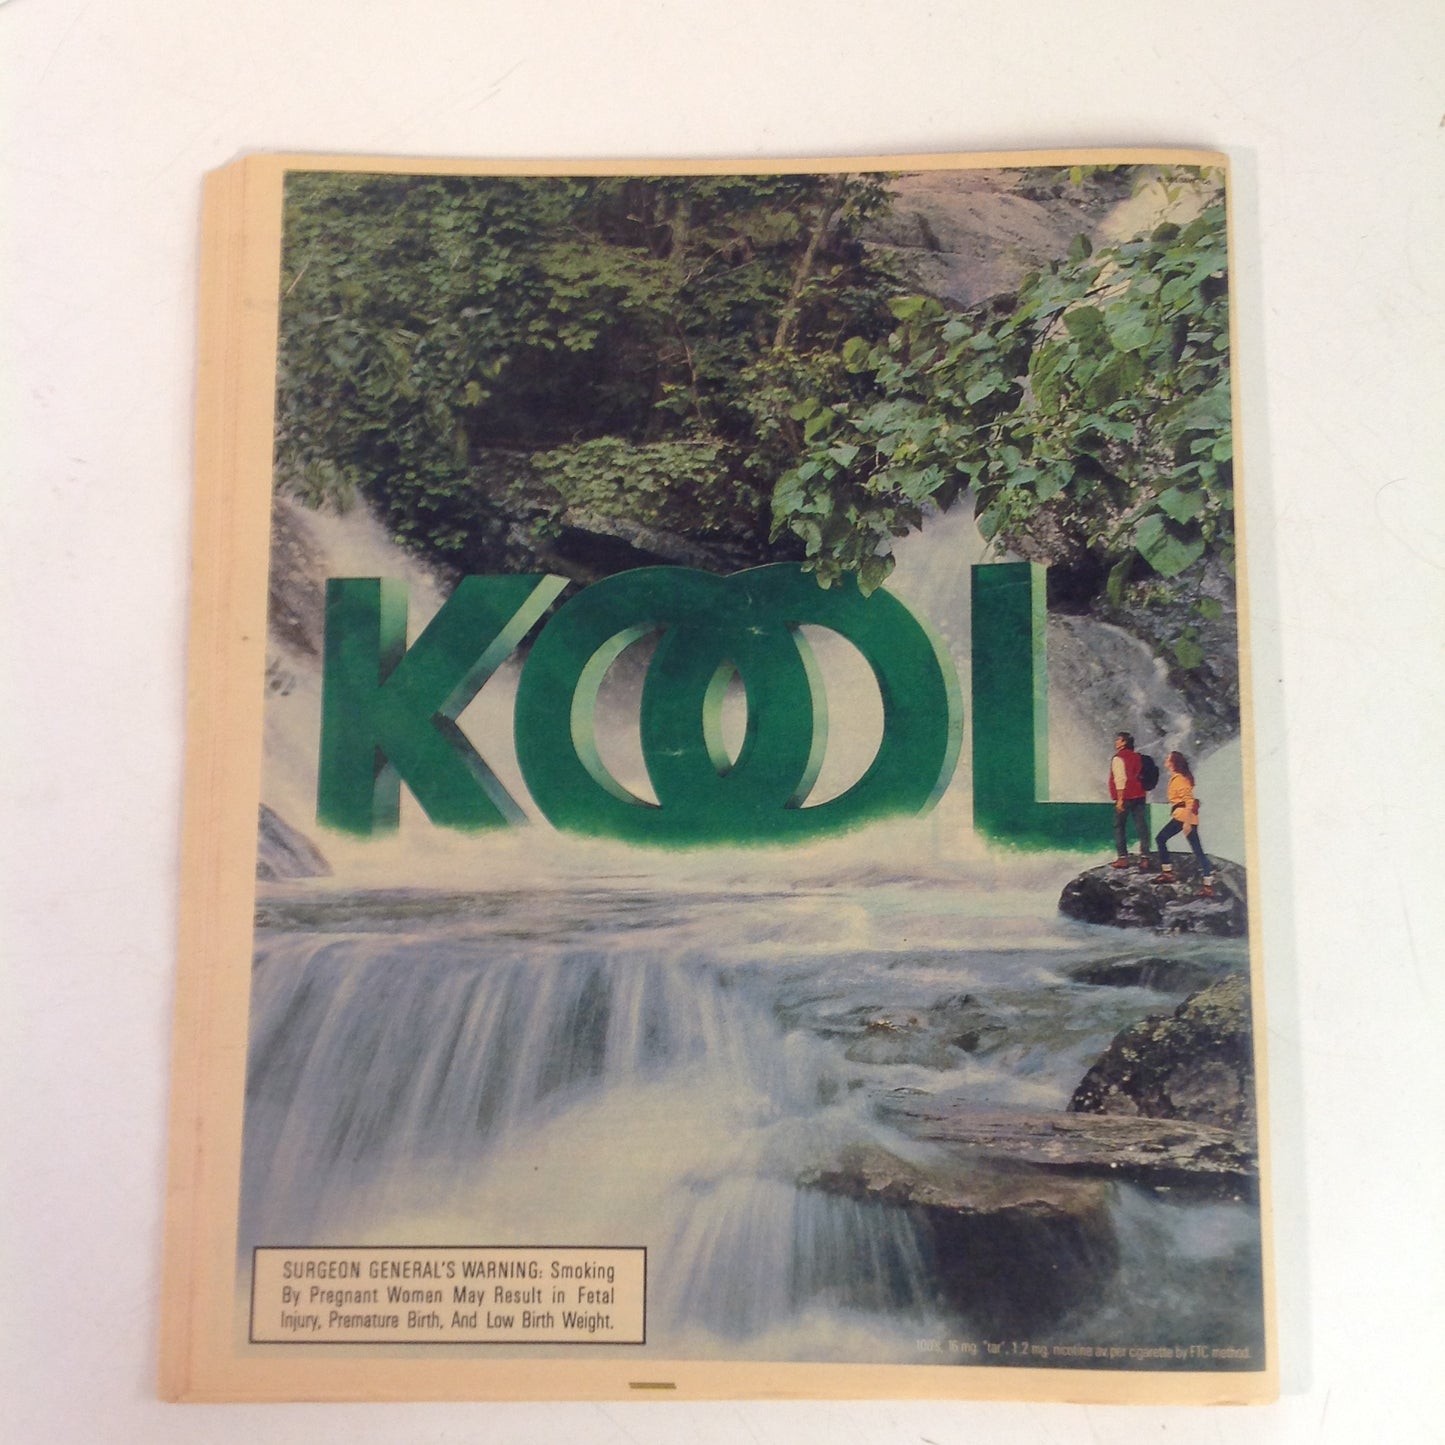 KOOL
SURGEON GENERAL'S WARNING: Smoking
By Pregnant Women May Result in Fetal
Injury, Premature Birth, And Low Birth Weight.
100's, 16 mg. "tar", 1.2 mg. nicotine av. per cigarette by FTC method.